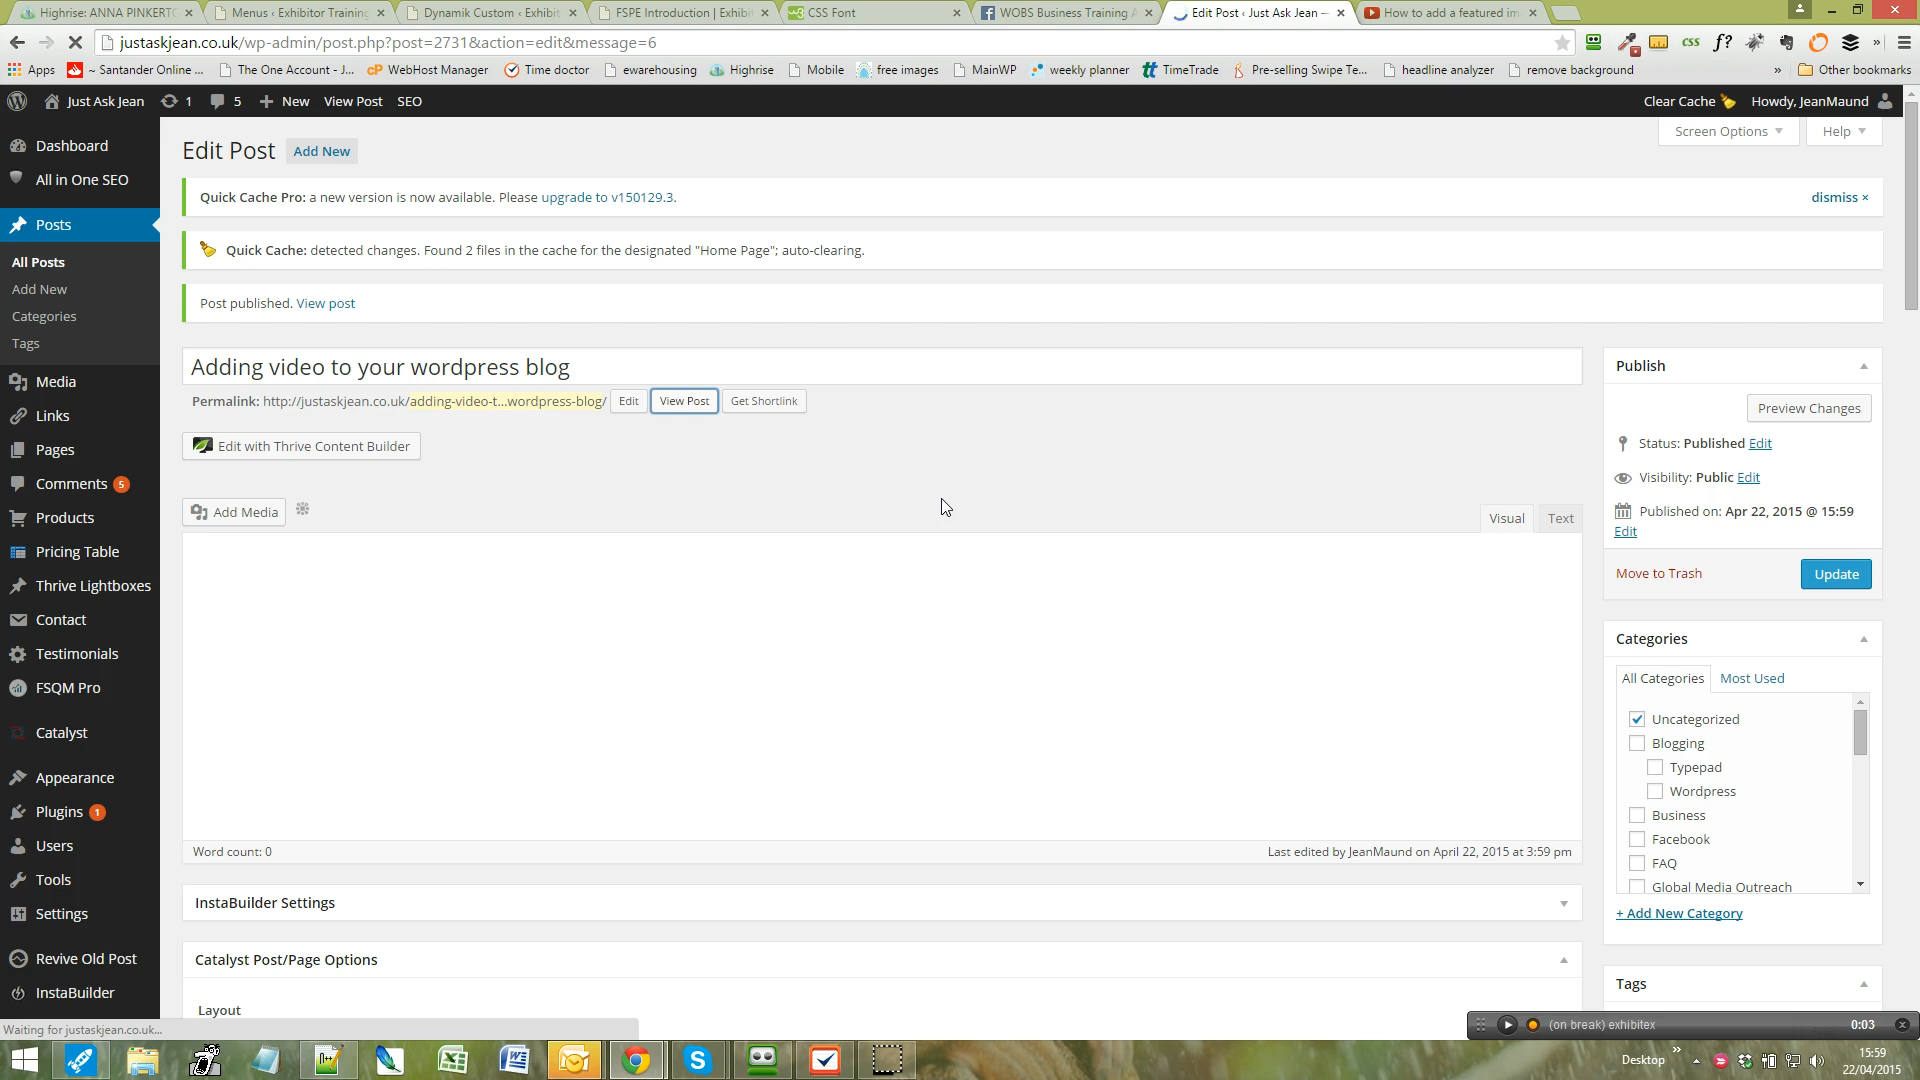 Highrise: ANNA PINKERTO
Menus ‹ Exhibitor Training
Dynamik Custom ‹ Exhibit
FSPE Introduction | Exhibi
CSS Font
WOBS Business Training A
Edit Post ‹ Just Ask Jean —
How to add a featured im
justaskjean.co.uk/wp-admin/post.php?post=2731&action=edit&message=6
Apps
~ Santander Online ...
The One Account - J...
WebHost Manager
Time doctor
ewarehousing
Highrise
Mobile
free images
MainWP
weekly planner
TimeTrade
Pre-selling Swipe Te...
headline analyzer
remove background
Other bookmarks
Just Ask Jean
1
5
New
View Post
SEO
Clear Cache
Howdy, JeanMaund
Screen Options
Help
Dashboard
All in One SEO
Posts
All Posts
Add New
Categories
Tags
Media
Links
Pages
Comments 5
Products
Pricing Table
Thrive Lightboxes
Contact
Testimonials
FSQM Pro
Catalyst
Appearance
Plugins 1
Users
Tools
Settings
Revive Old Post
InstaBuilder
Edit Post Add New
Quick Cache Pro: a new version is now available. Please upgrade to v150129.3.
dismiss ×
Quick Cache: detected changes. Found 2 files in the cache for the designated "Home Page"; auto-clearing.
Post published. View post
Adding video to your wordpress blog
Permalink: http://justaskjean.co.uk/adding-video-t...wordpress-blog/ Edit View Post Get Shortlink
Edit with Thrive Content Builder
Add Media
Visual Text
Word count: 0
Last edited by JeanMaund on April 22, 2015 at 3:59 pm
InstaBuilder Settings
Catalyst Post/Page Options
Layout
Publish
Preview Changes
Status: Published Edit
Visibility: Public Edit
Published on: Apr 22, 2015 @ 15:59
Edit
Move to Trash
Update
Categories
All Categories Most Used
Uncategorized
Blogging
Typepad
Wordpress
Business
Facebook
FAQ
Global Media Outreach
+ Add New Category
Tags
Waiting for justaskjean.co.uk...
(on break) exhibitex
0:03
Desktop
15:59
22/04/2015